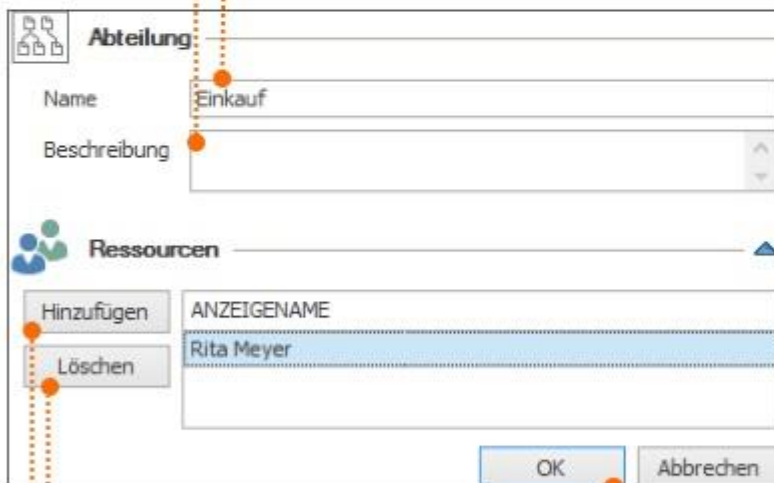 Abteilung
Name Einkauf
Beschreibung
Ressourcen
Hinzufügen ANZEIGENAME
Rita Meyer
Löschen
OK Abbrechen